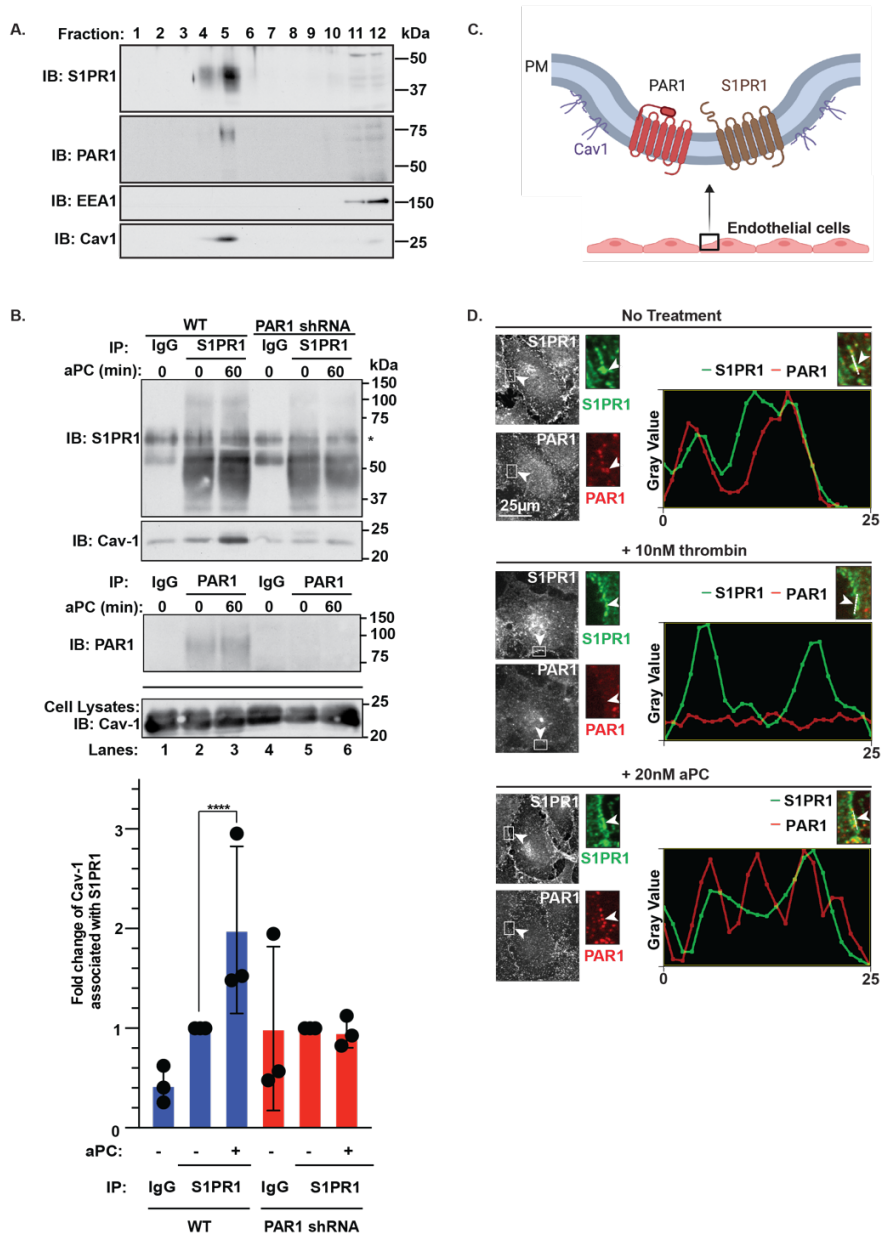 A.
Fraction: 1 2 3 4 5 6 7 8 9 10 11 12 kDa
IB: S1PR1
50
37
IB: PAR1
75
50
IB: EEA1
150
IB: Cav1
25
B.
WT PAR1 shRNA
IP: IgG S1PR1 IgG S1PR1
aPC (min): 0 0 60 0 0 60 kDa
150
100
75
IB: S1PR1 *
50
37
IB: Cav-1
25
20
IP: IgG PAR1 IgG PAR1
aPC (min): 0 0 60 0 0 60
150
100
IB: PAR1
75
Cell Lysates:
IB: Cav-1
25
20
Lanes: 1 2 3 4 5 6
Fold change of Cav-1
associated with S1PR1
3
2
1
0
****
aPC: - - + - - +
IP: IgG S1PR1 IgG S1PR1
WT PAR1 shRNA
C.
PM
PAR1
S1PR1
Cav1
Endothelial cells
D.
No Treatment
S1PR1
S1PR1
PAR1
25µm
PAR1
S1PR1 PAR1
Gray Value
0 25
+ 10nM thrombin
S1PR1
S1PR1
PAR1
PAR1
S1PR1 PAR1
Gray Value
0 25
+ 20nM aPC
S1PR1
S1PR1
PAR1
PAR1
S1PR1
PAR1
Gray Value
0 25